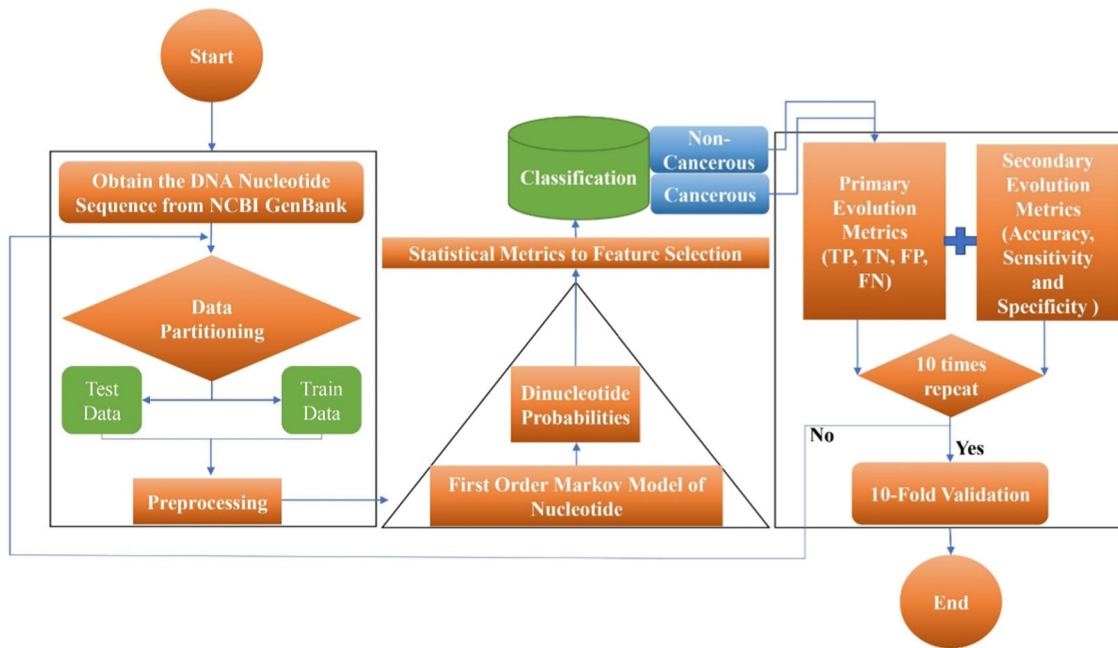 Start
Obtain the DNA Nucleotide
Sequence from NCBI GenBank
Data
Partitioning
Test
Data
Train
Data
Preprocessing
First Order Markov Model of
Nucleotide
Dinucleotide
Probabilities
Statistical Metrics to Feature Selection
Classification
Non-
Cancerous
Cancerous
Primary
Evolution
Metrics
(TP, TN, FP,
FN)
Secondary
Evolution
Metrics
(Accuracy,
Sensitivity
and
Specificity )
10 times
repeat
No
Yes
10-Fold Validation
End